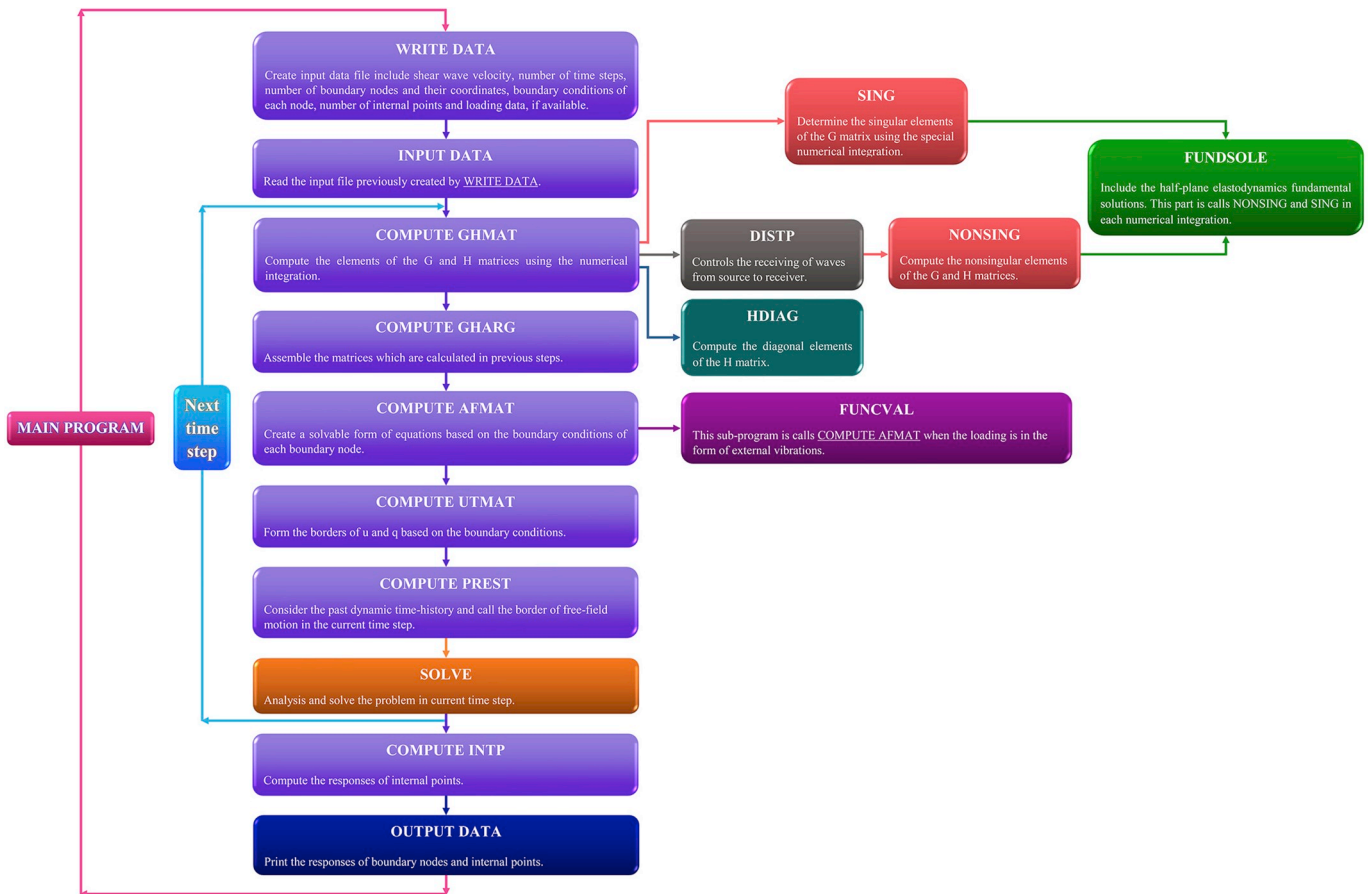 WRITE DATA
Create input data file include shear wave velocity, number of time steps,
number of boundary nodes and their coordinates, boundary conditions of
each node, number of internal points and loading data, if available.
INPUT DATA
Read the input file previously created by WRITE DATA.
COMPUTE GHMAT
Compute the elements of the G and H matrices using the numerical
integration.
SING
Determine the singular elements
of the G matrix using the special
numerical integration.
DISTP
Controls the receiving of waves
from source to receiver.
NONSING
Compute the nonsingular elements
of the G and H matrices.
FUNDSOLE
Include the half-plane elastodynamics fundamental
solutions. This part is calls NONSING and SING in
each numerical integration.
HDIAG
Compute the diagonal elements
of the H matrix.
COMPUTE GHARG
Assemble the matrices which are calculated in previous steps.
MAIN PROGRAM
Next
time
step
COMPUTE AFMAT
Create a solvable form of equations based on the boundary conditions of
each boundary node.
FUNCVAL
This sub-program is calls COMPUTE AFMAT when the loading is in the
form of external vibrations.
COMPUTE UTMAT
Form the borders of u and q based on the boundary conditions.
COMPUTE PREST
Consider the past dynamic time-history and call the border of free-field
motion in the current time step.
SOLVE
Analysis and solve the problem in current time step.
COMPUTE INTP
Compute the responses of internal points.
OUTPUT DATA
Print the responses of boundary nodes and internal points.